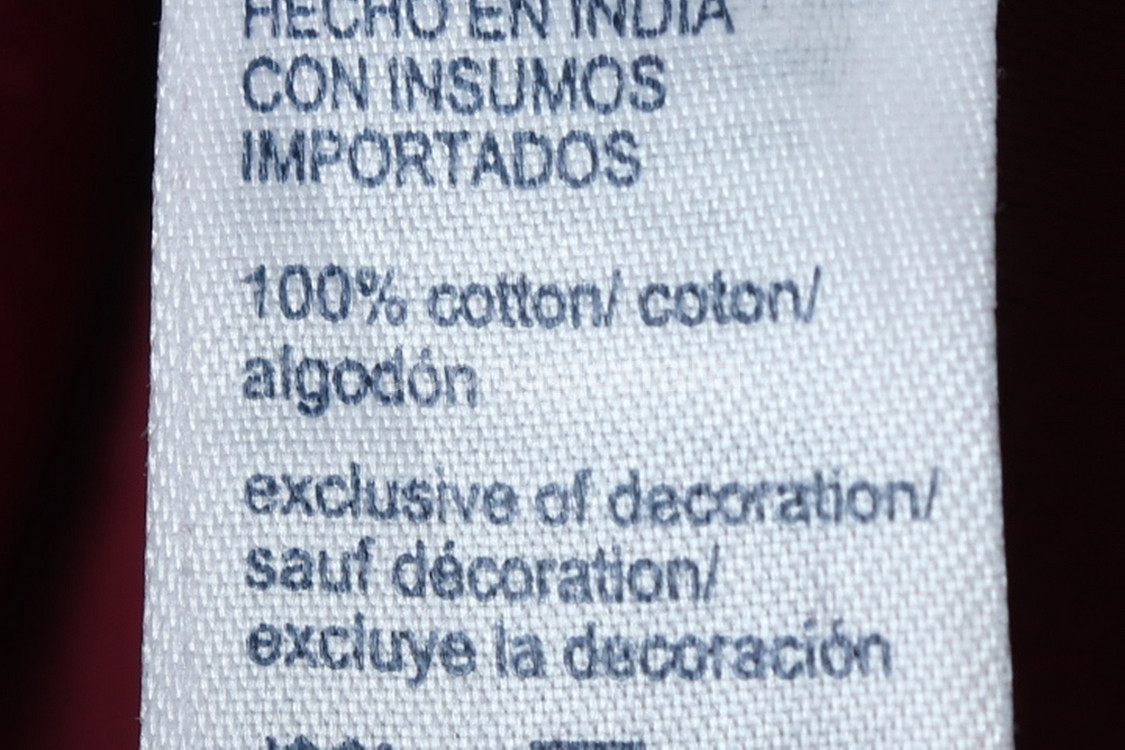 HECHO EN INDIA
CON INSUMOS
IMPORTADOS
100% cotton/ coton/
algodón
exclusive of decoration/
sauf décoration/
excluye la decoración